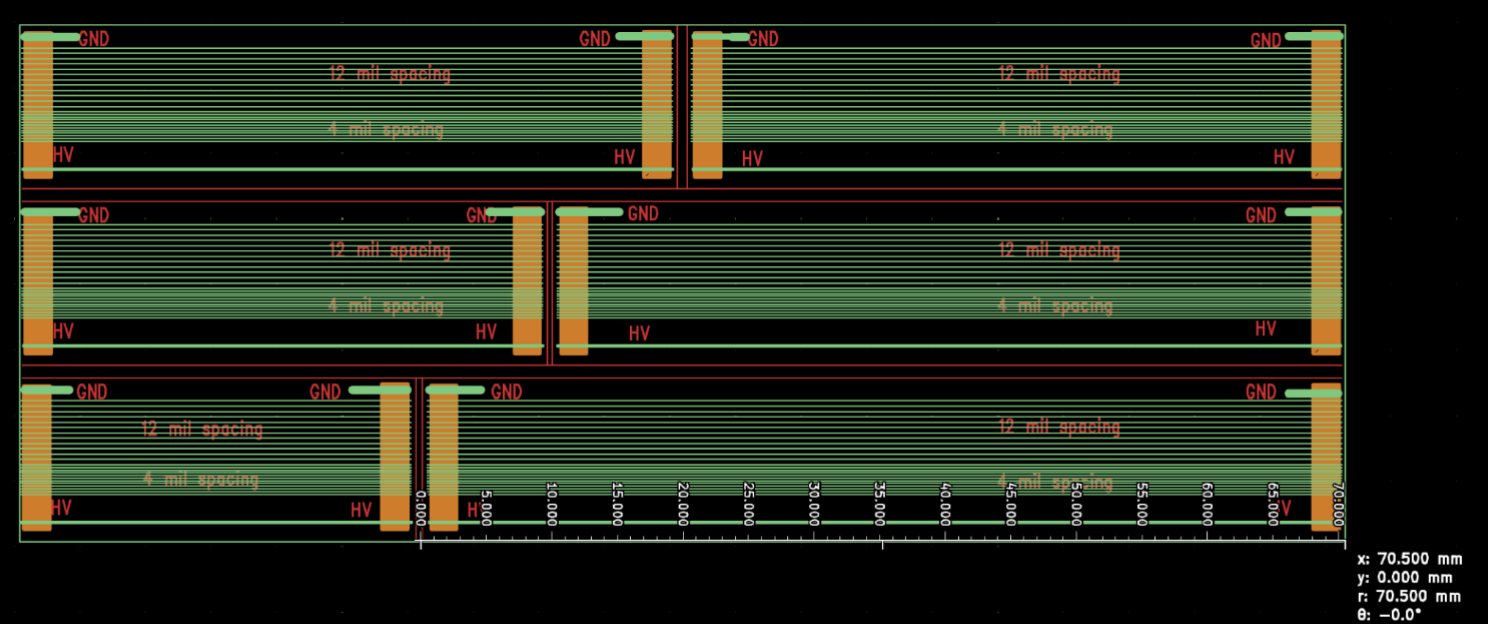 GND GND GND GND
12 mil spacing 12 mil spacing
4 mil spacing 4 mil spacing
HV HV HV HV
GND GND GND GND
12 mil spacing 12 mil spacing
4 mil spacing 4 mil spacing
HV HV HV HV
GND GND GND GND
12 mil spacing 12 mil spacing
4 mil spacing 4 mil spacing
HV HV
0.000 5.000 10.000 15.000 20.000 25.000 30.000 35.000 40.000 45.000 50.000 55.000 60.000 65.000 70.000
x: 70.500 mm
y: 0.000 mm
r: 70.500 mm
θ: -0.0°